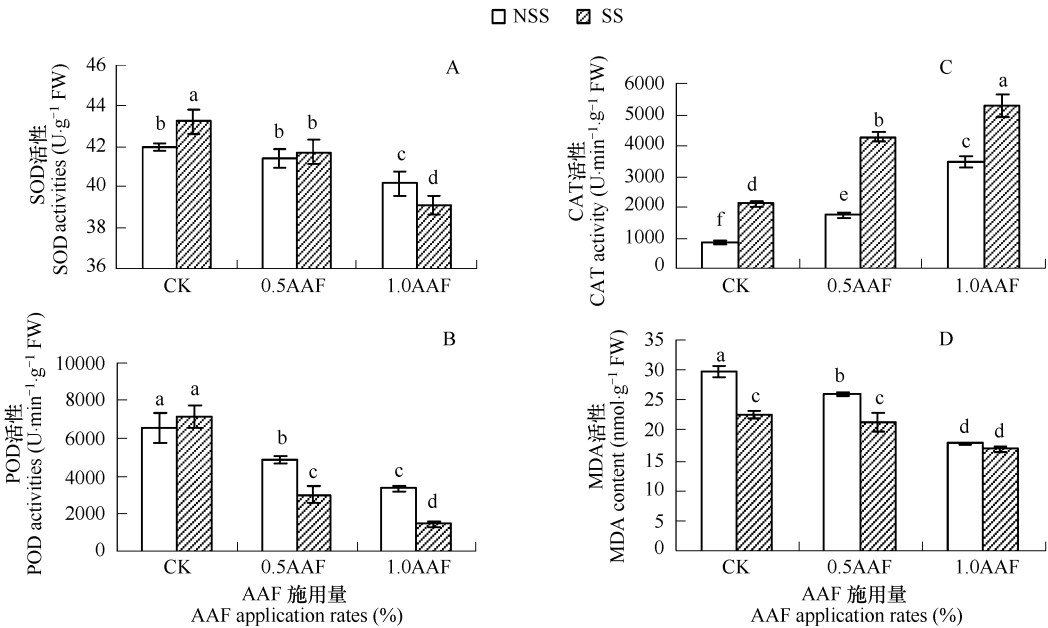 NSS SS
A
SOD活性
SOD activities (U·g⁻¹ FW)
46
44
42
40
38
36
b a b b c d
CK 0.5AAF 1.0AAF
C
CAT活性
CAT activity (U·min⁻¹·g⁻¹ FW)
6000
5000
4000
3000
2000
1000
0
f d e b c a
CK 0.5AAF 1.0AAF
B
POD活性
POD activities (U·min⁻¹·g⁻¹ FW)
10000
8000
6000
4000
2000
0
a a b c c d
CK 0.5AAF 1.0AAF
AAF 施用量
AAF application rates (%)
D
MDA活性
MDA content (nmol·g⁻¹ FW)
35
30
25
20
15
10
5
0
a c b c d d
CK 0.5AAF 1.0AAF
AAF 施用量
AAF application rates (%)